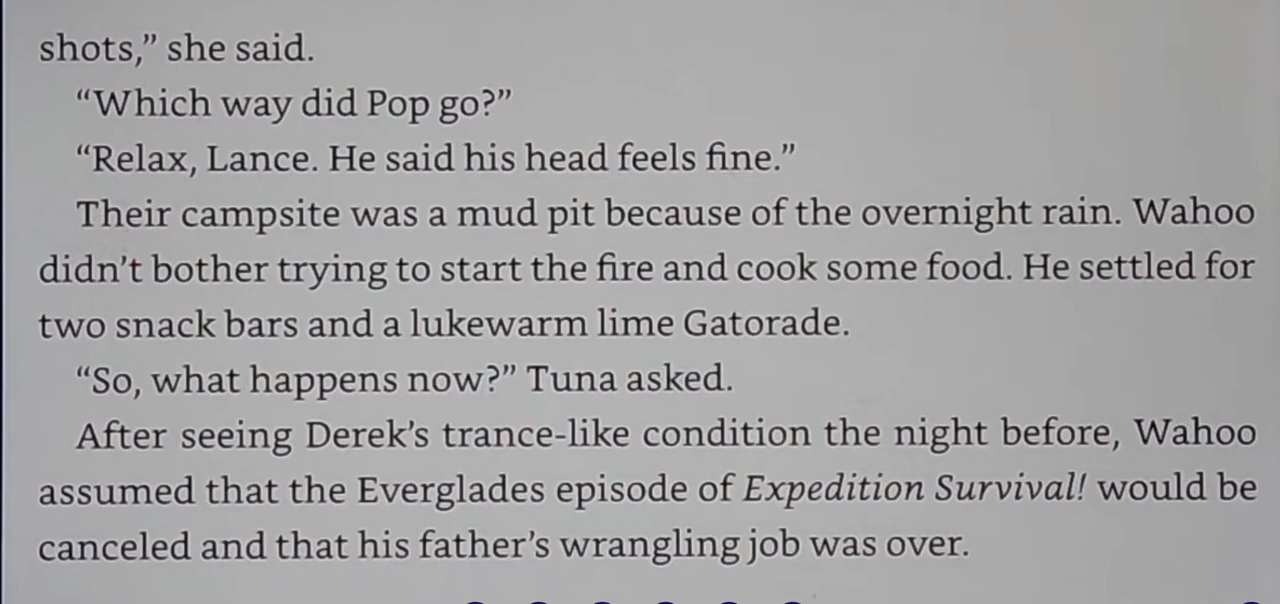 shots,” she said.
“Which way did Pop go?”
“Relax, Lance. He said his head feels fine.”
Their campsite was a mud pit because of the overnight rain. Wahoo
didn’t bother trying to start the fire and cook some food. He settled for
two snack bars and a lukewarm lime Gatorade.
“So, what happens now?” Tuna asked.
After seeing Derek’s trance-like condition the night before, Wahoo
assumed that the Everglades episode of Expedition Survival! would be
canceled and that his father’s wrangling job was over.